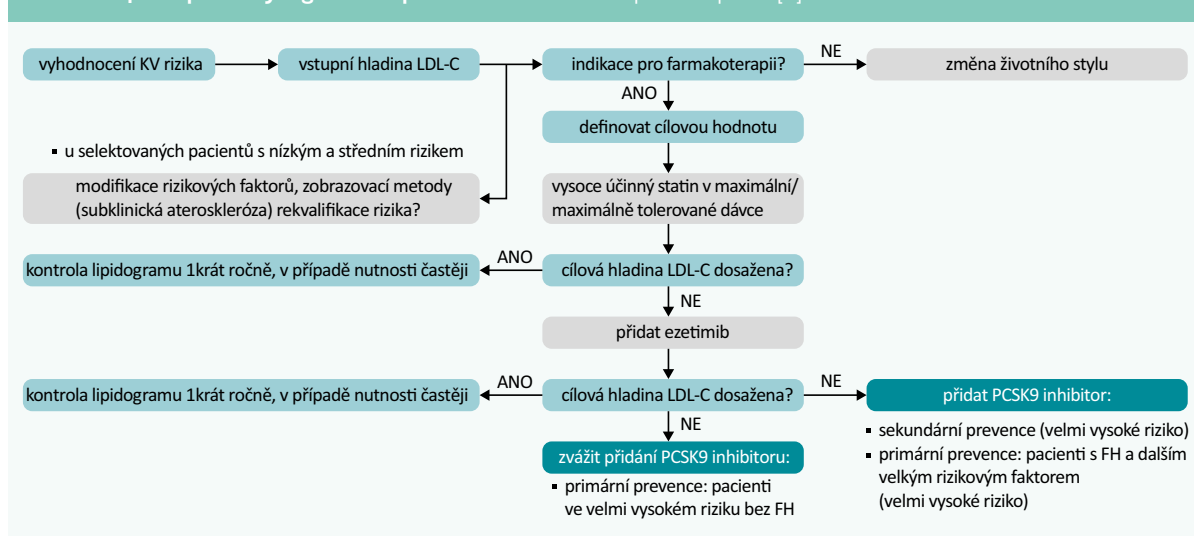 vyhodnocení KV rizika
vstupní hladina LDL-C
indikace pro farmakoterapii?
NE
změna životního stylu
ANO
definovat cílovou hodnotu
▪ u selektovaných pacientů s nízkým a středním rizikem
modifikace rizikových faktorů, zobrazovací metody
(subklinická ateroskleróza) rekvalifikace rizika?
vysoce účinný statin v maximální/
maximálně tolerované dávce
kontrola lipidogramu 1krát ročně, v případě nutnosti častěji
ANO
cílová hladina LDL-C dosažena?
NE
přidat ezetimib
kontrola lipidogramu 1krát ročně, v případě nutnosti častěji
ANO
cílová hladina LDL-C dosažena?
NE
přidat PCSK9 inhibitor:
▪ sekundární prevence (velmi vysoké riziko)
▪ primární prevence: pacienti s FH a dalším
velkým rizikovým faktorem
(velmi vysoké riziko)
NE
zvážit přidání PCSK9 inhibitoru:
▪ primární prevence: pacienti
ve velmi vysokém riziku bez FH